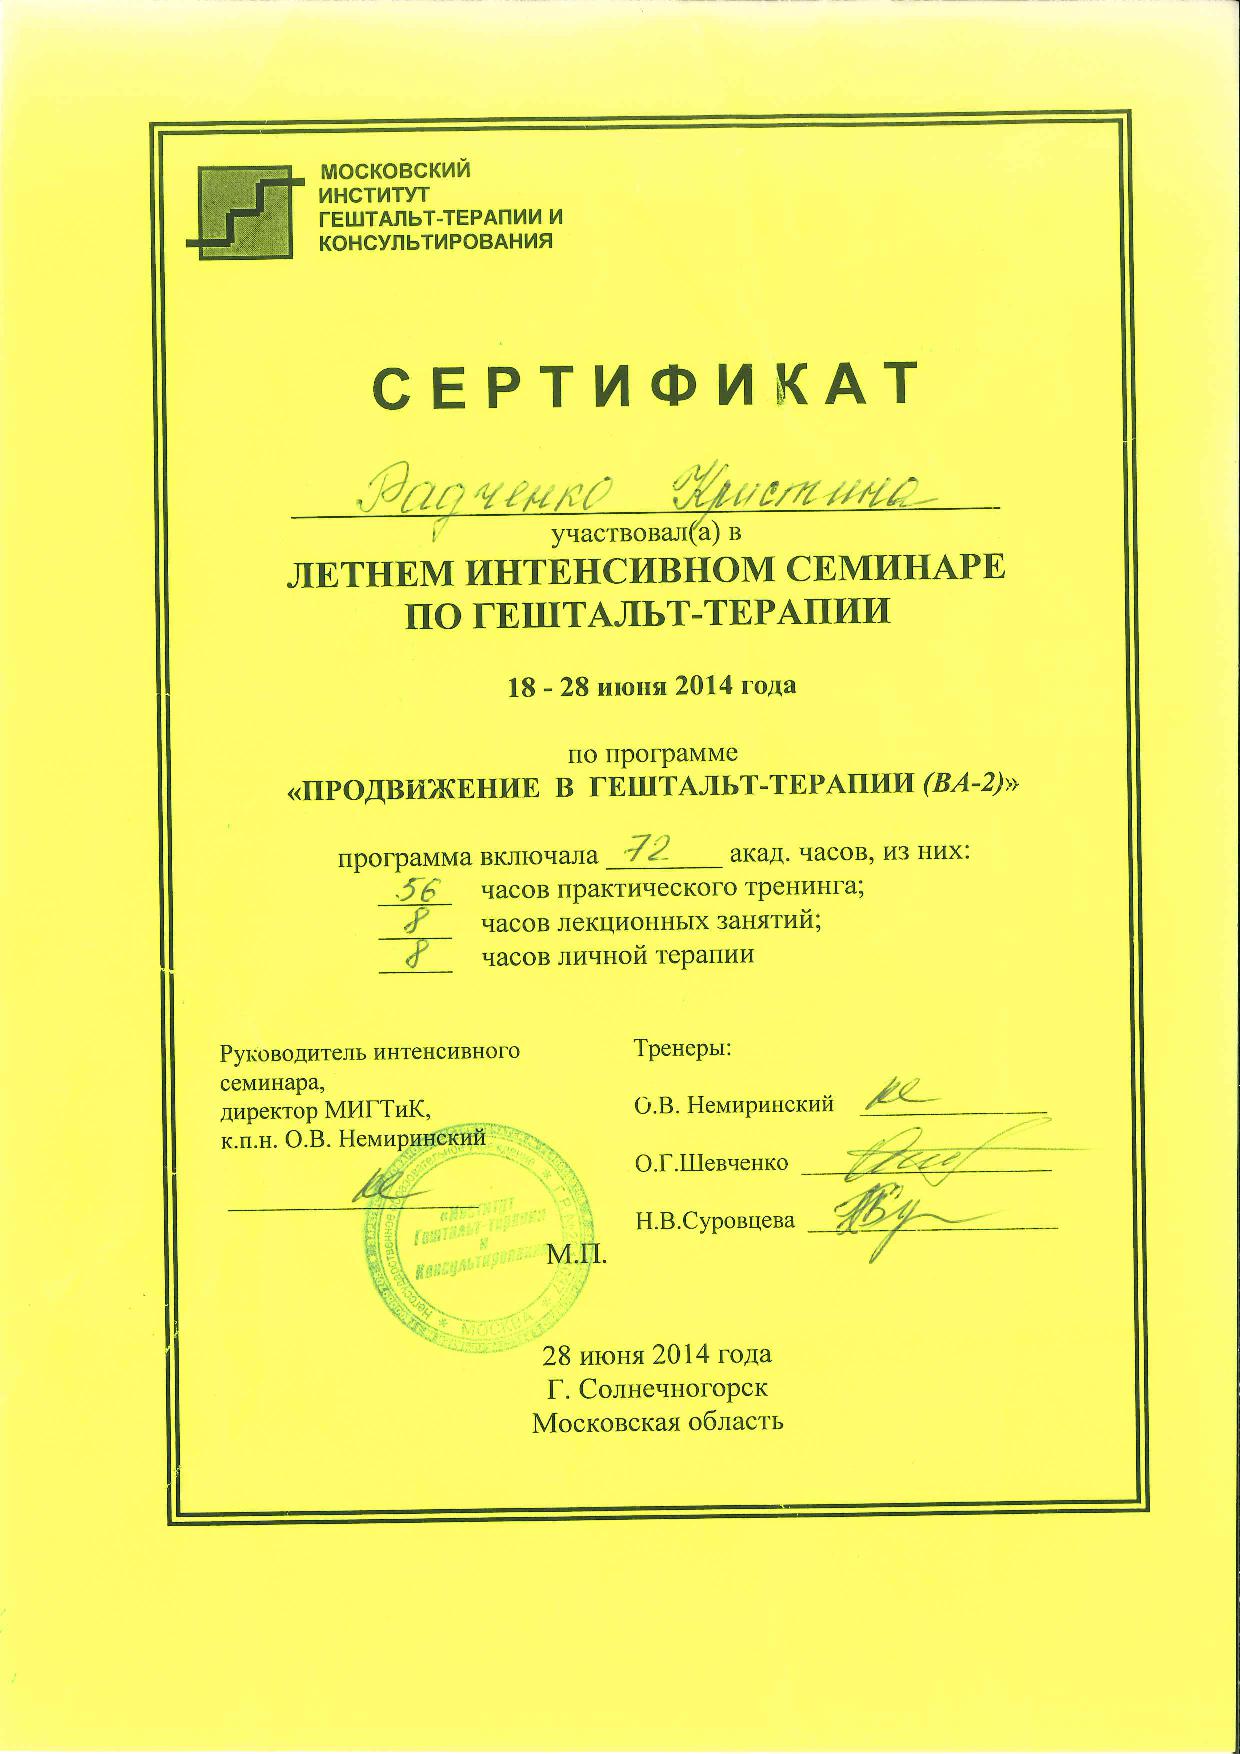 МОСКОВСКИЙ
ИНСТИТУТ
ГЕШТАЛЬТ-ТЕРАПИИ И
КОНСУЛЬТИРОВАНИЯ
СЕРТИФИКАТ
Радченко Кристина
участвовал(а) в
ЛЕТНЕМ ИНТЕНСИВНОМ СЕМИНАРЕ
ПО ГЕШТАЛЬТ-ТЕРАПИИ
18 - 28 июня 2014 года
по программе
«ПРОДВИЖЕНИЕ В ГЕШТАЛЬТ-ТЕРАПИИ (ВА-2)»
программа включала 72 акад. часов, из них:
56 часов практического тренинга;
8 часов лекционных занятий;
8 часов личной терапии
Руководитель интенсивного
семинара,
директор МИГТиК,
к.п.н. О.В. Немиринский
Тренеры:
О.В. Немиринский
О.Г.Шевченко
Н.В.Суровцева
«Институт
Гештальт-терапии
и
Консультирования
Негосударственное образовательное учреждение
МОСКВА
М.П.
28 июня 2014 года
Г. Солнечногорск
Московская область